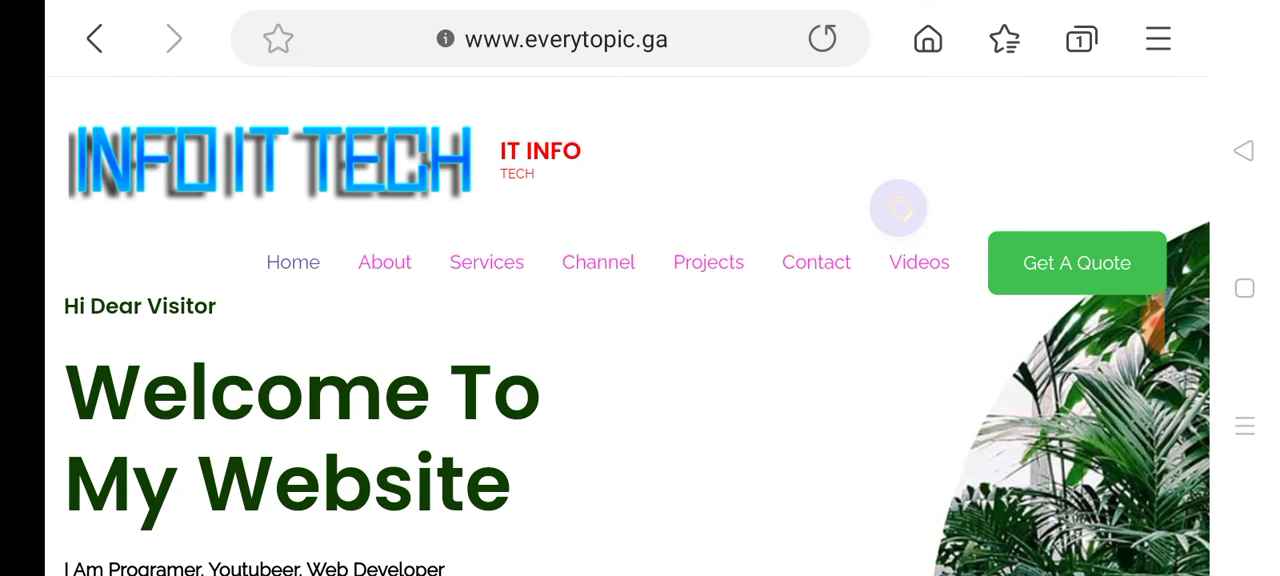 www.everytopic.ga
1
INFO IT TECH
IT INFO
TECH
Home About Services Channel Projects Contact Videos Get A Quote
Hi Dear Visitor
Welcome To
My Website
I Am Programer, Youtubeer, Web Developer